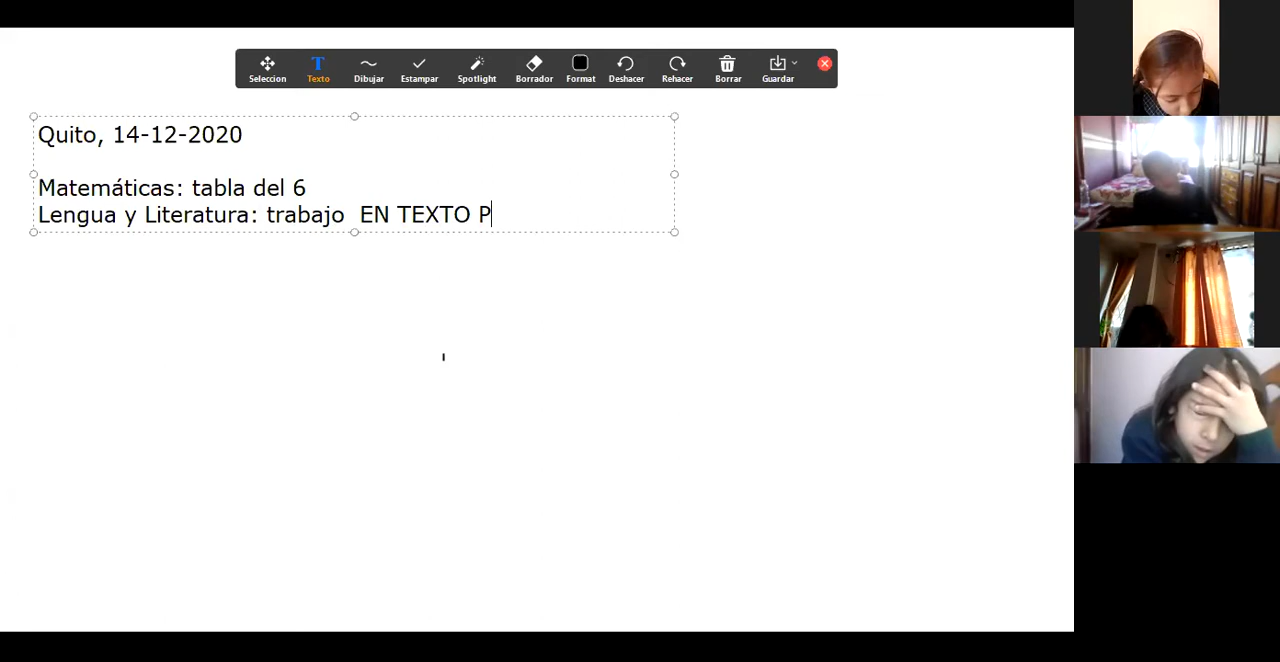 Seleccion Texto Dibujar Estampar Spotlight Borrador Format Deshacer Rehacer Borrar Guardar
Quito, 14-12-2020
Matemáticas: tabla del 6
Lengua y Literatura: trabajo  EN TEXTO P